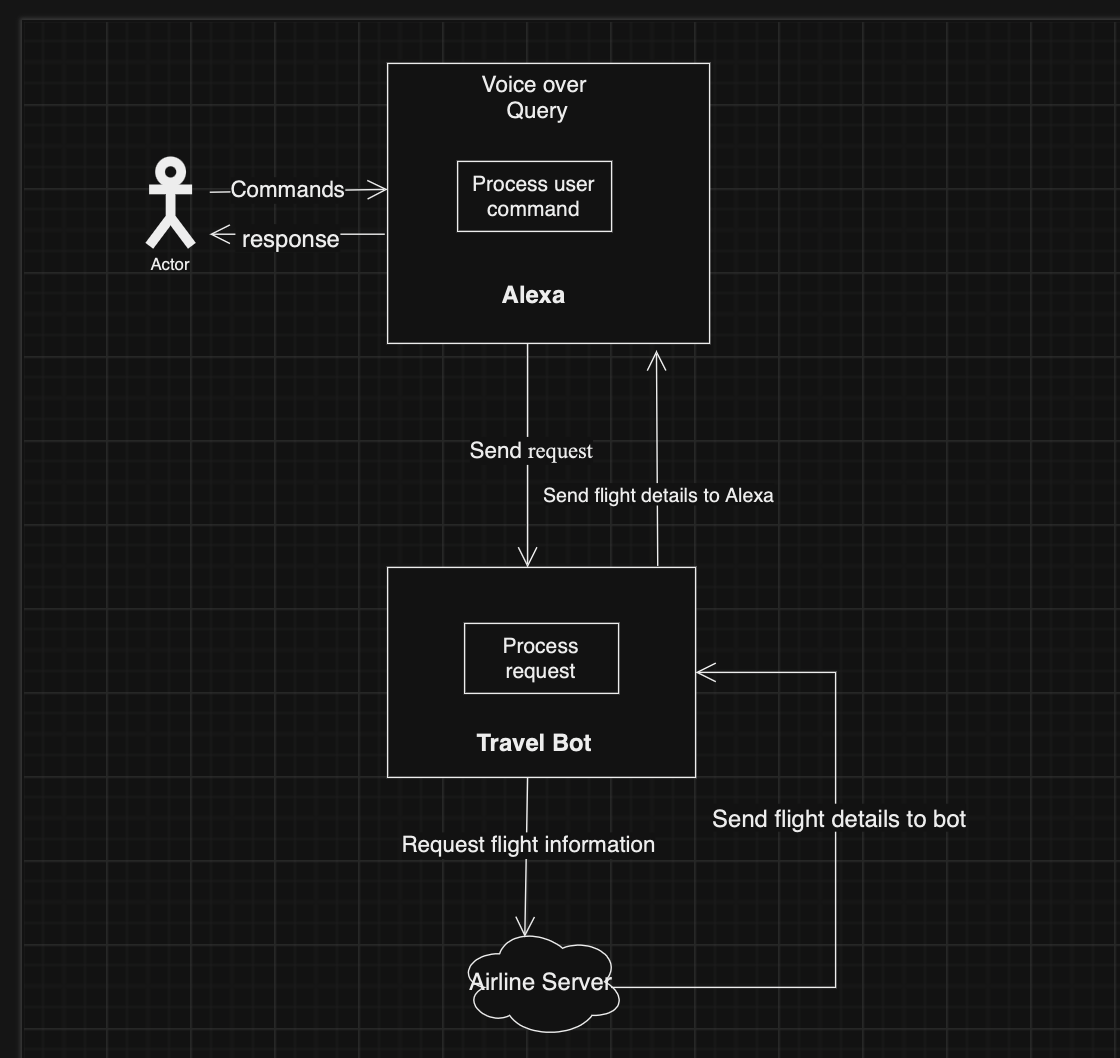 Voice over
Query
Process user
command
Commands
response
Actor
Alexa
Send request
Send flight details to Alexa
Process
request
Travel Bot
Send flight details to bot
Request flight information
Airline Server